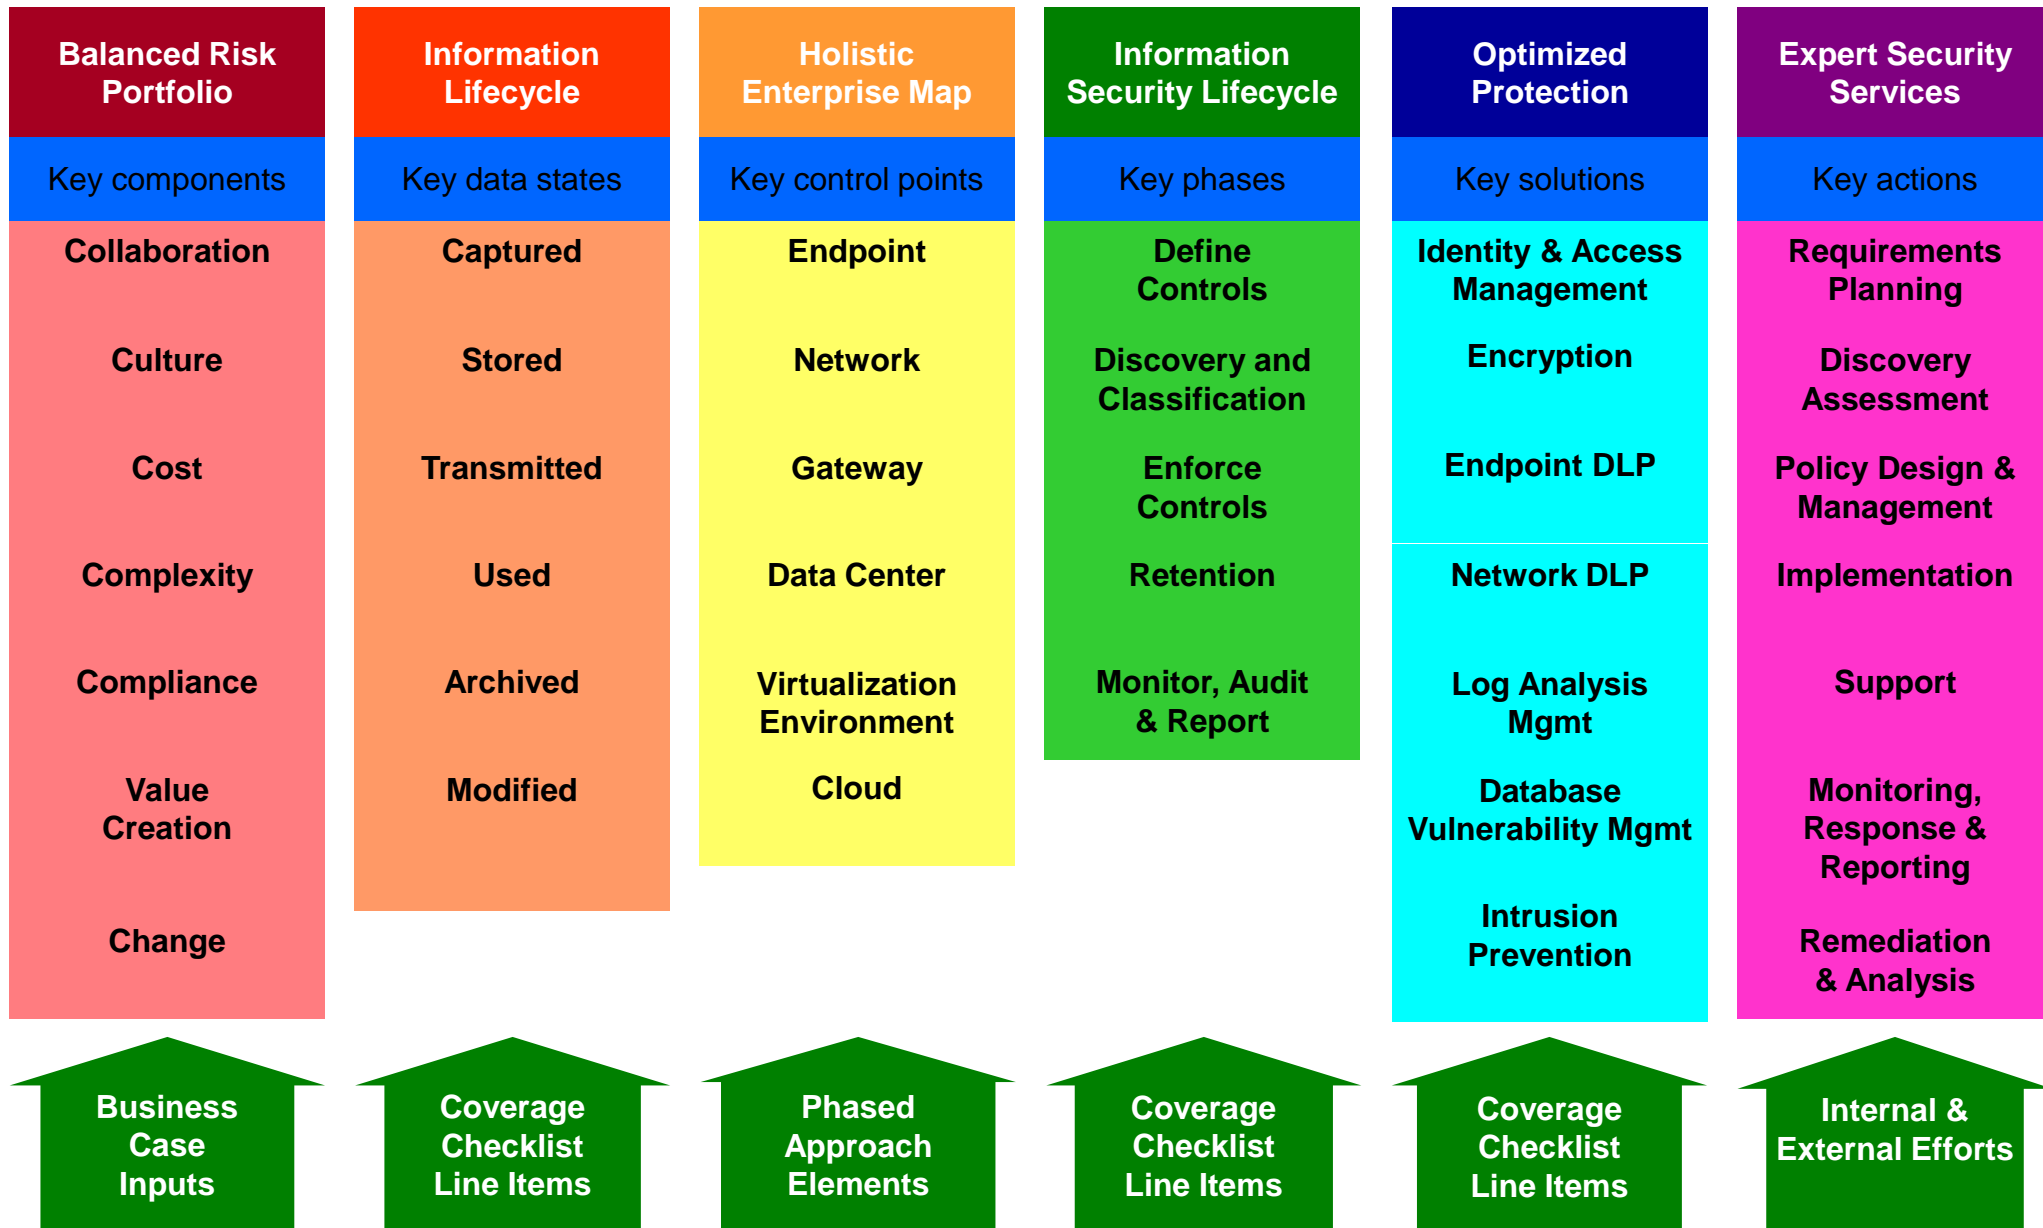 Balanced Risk
Portfolio
Key components
Collaboration
Culture
Cost
Complexity
Compliance
Value
Creation
Change
Business
Case
Inputs
Information
Lifecycle
Key data states
Captured
Stored
Transmitted
Used
Archived
Modified
Coverage
Checklist
Line Items
Holistic
Enterprise Map
Key control points
Endpoint
Network
Gateway
Data Center
Virtualization
Environment
Cloud
Phased
Approach
Elements
Information
Security Lifecycle
Key phases
Define
Controls
Discovery and
Classification
Enforce
Controls
Retention
Monitor, Audit
& Report
Coverage
Checklist
Line Items
Optimized
Protection
Key solutions
Identity & Access
Management
Encryption
Endpoint DLP
Network DLP
Log Analysis
Mgmt
Database
Vulnerability Mgmt
Intrusion
Prevention
Coverage
Checklist
Line Items
Expert Security
Services
Key actions
Requirements
Planning
Discovery
Assessment
Policy Design &
Management
Implementation
Support
Monitoring,
Response &
Reporting
Remediation
& Analysis
Internal &
External Efforts